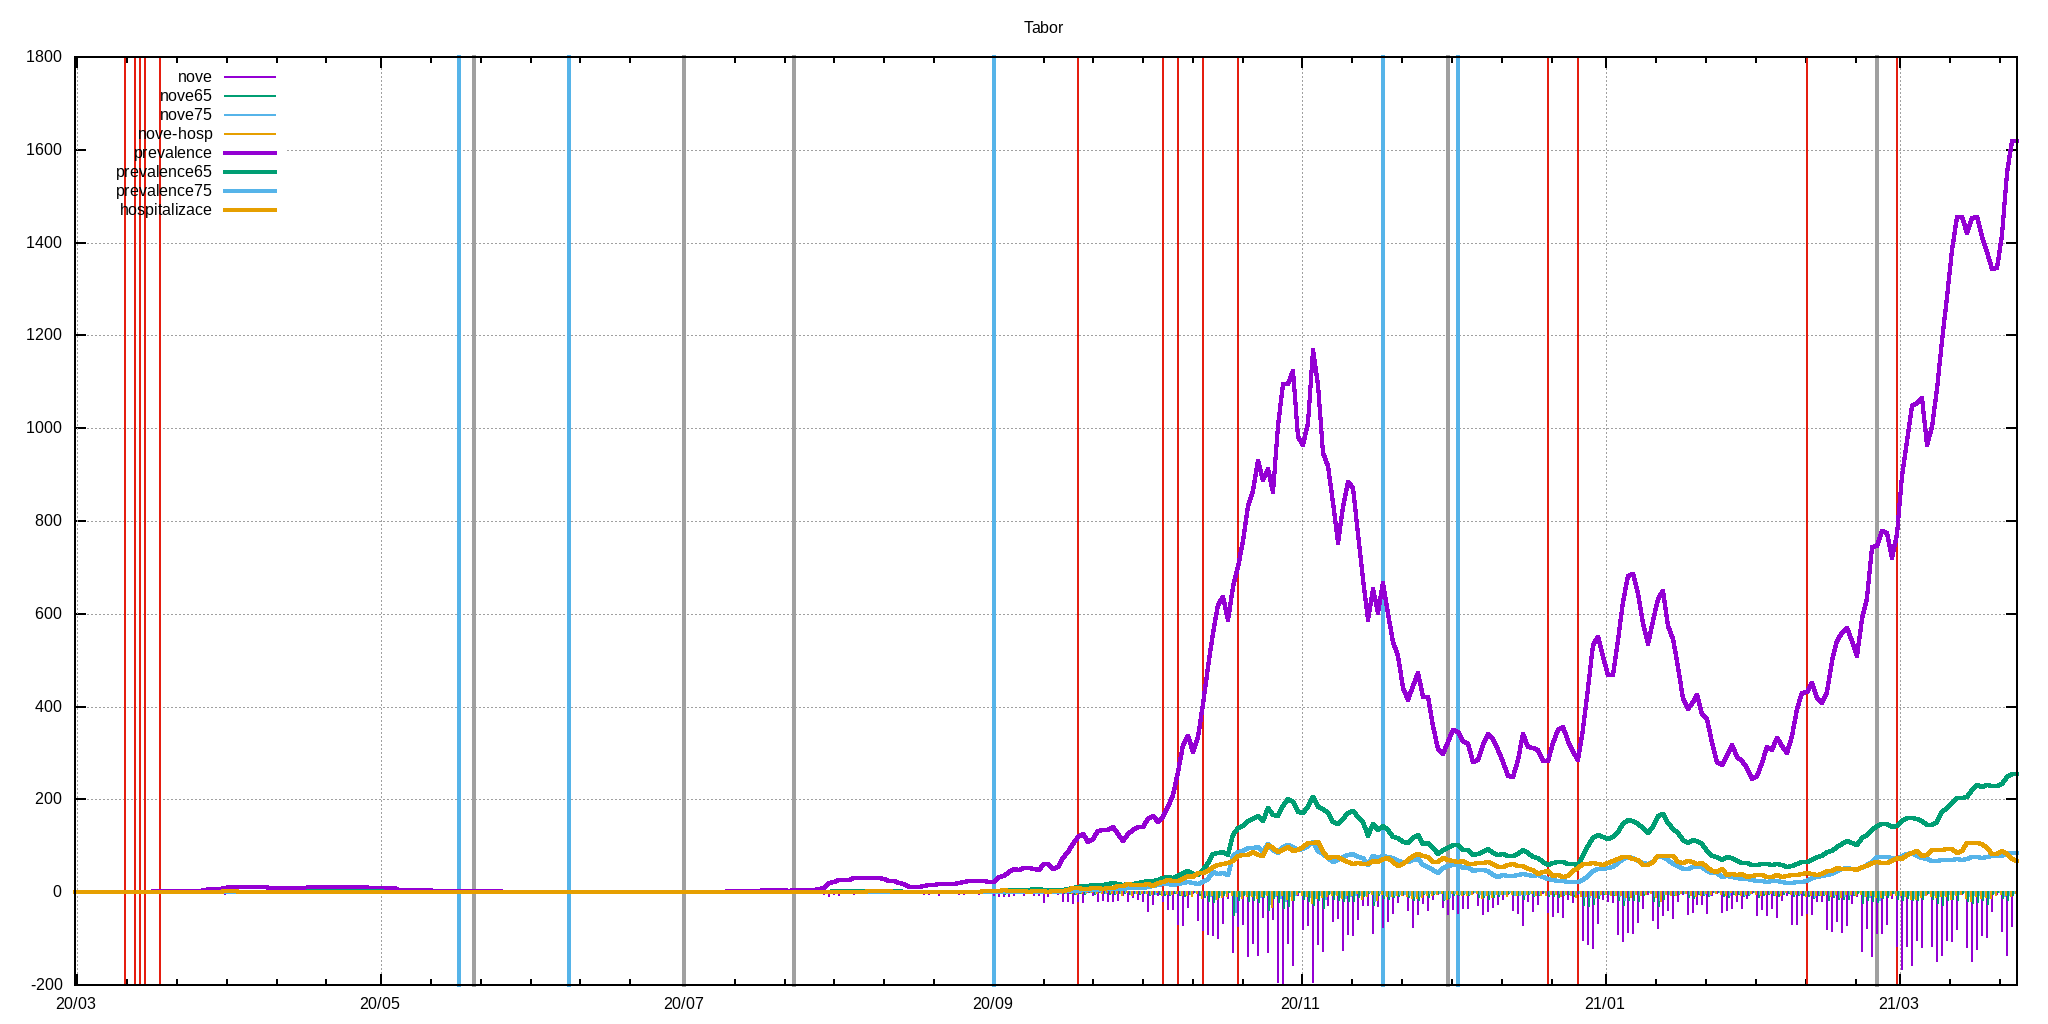 Tabor
1800
1600
1400
1200
1000
800
600
400
200
0
-200
nove
nove65
nove75
nove-hosp
prevalence
prevalence65
prevalence75
hospitalizace
20/03 20/05 20/07 20/09 20/11 21/01 21/03